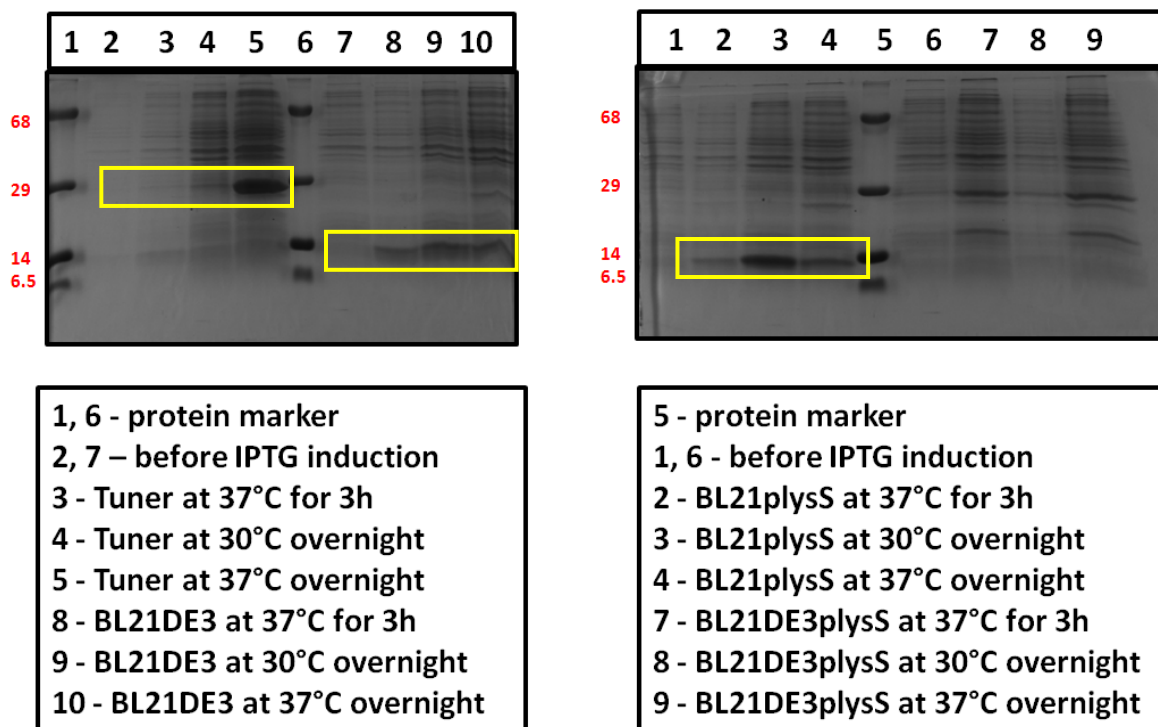 1 2 3 4 5 6 7 8 9 10
68
29
14
6.5
1, 6 - protein marker
2, 7 – before IPTG induction
3 - Tuner at 37°C for 3h
4 - Tuner at 30°C overnight
5 - Tuner at 37°C overnight
8 - BL21DE3 at 37°C for 3h
9 - BL21DE3 at 30°C overnight
10 - BL21DE3 at 37°C overnight
1 2 3 4 5 6 7 8 9
68
29
14
6.5
5 - protein marker
1, 6 - before IPTG induction
2 - BL21plysS at 37°C for 3h
3 - BL21plysS at 30°C overnight
4 - BL21plysS at 37°C overnight
7 - BL21DE3plysS at 37°C for 3h
8 - BL21DE3plysS at 30°C overnight
9 - BL21DE3plysS at 37°C overnight